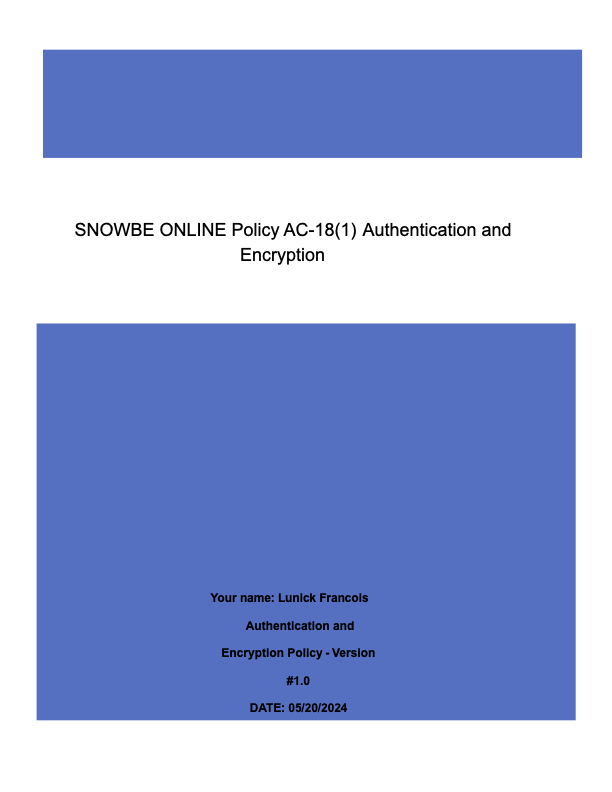 SNOWBE ONLINE Policy AC-18(1) Authentication and
Encryption
Your name: Lunick Francois
Authentication and
Encryption Policy - Version
#1.0
DATE: 05/20/2024